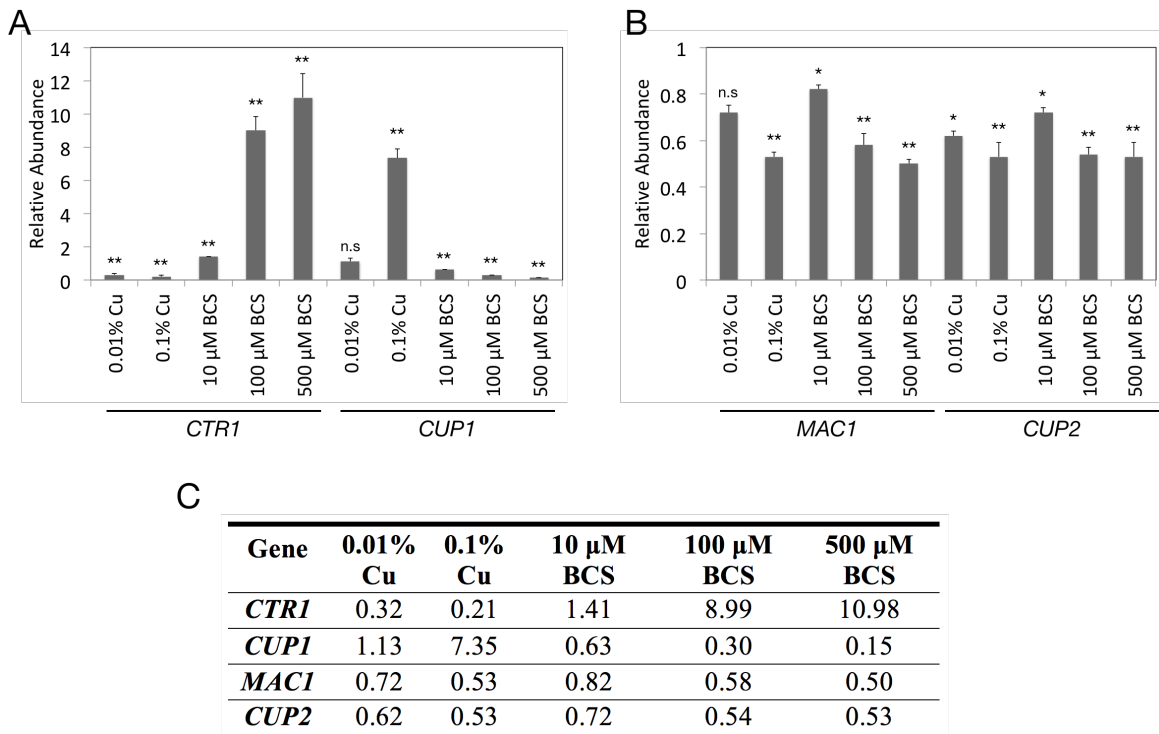 A
14
12
10
8
6
4
2
0
Relative Abundance
** ** ** ** ** n.s ** ** ** **
0.01% Cu
0.1% Cu
10 µM BCS
100 µM BCS
500 µM BCS
0.01% Cu
0.1% Cu
10 µM BCS
100 µM BCS
500 µM BCS
CTR1 CUP1
B
1
0.8
0.6
0.4
0.2
0
Relative Abundance
n.s ** * ** ** * ** * ** **
0.01% Cu
0.1% Cu
10 µM BCS
100 µM BCS
500 µM BCS
0.01% Cu
0.1% Cu
10 µM BCS
100 µM BCS
500 µM BCS
MAC1 CUP2
C
Gene 0.01% 0.1% 10 µM 100 µM 500 µM
Cu Cu BCS BCS BCS
CTR1 0.32 0.21 1.41 8.99 10.98
CUP1 1.13 7.35 0.63 0.30 0.15
MAC1 0.72 0.53 0.82 0.58 0.50
CUP2 0.62 0.53 0.72 0.54 0.53